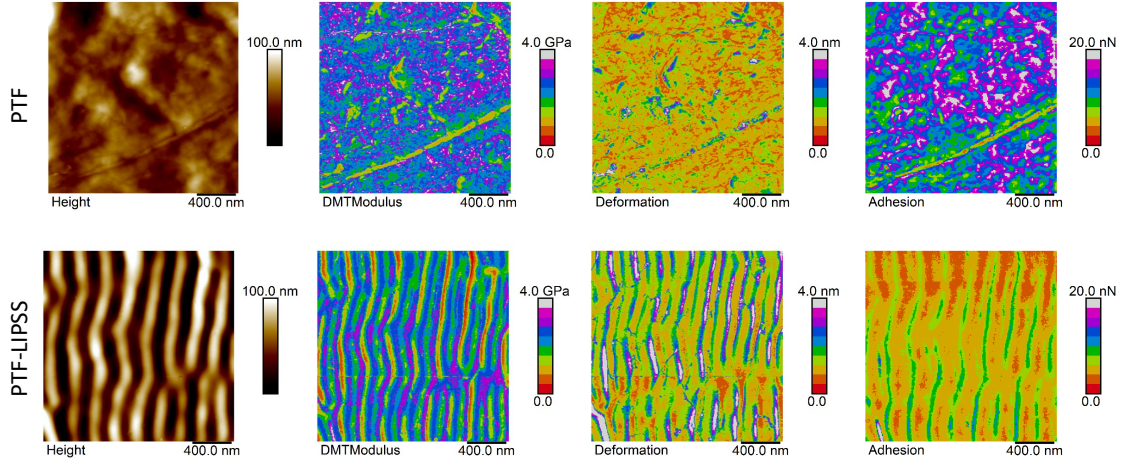 PTF
100.0 nm
Height
400.0 nm
4.0 GPa
0.0
DMTModulus
400.0 nm
4.0 nm
0.0
Deformation
400.0 nm
20.0 nN
0.0
Adhesion
400.0 nm
PTF-LIPSS
100.0 nm
Height
400.0 nm
4.0 GPa
0.0
DMTModulus
400.0 nm
4.0 nm
0.0
Deformation
400.0 nm
20.0 nN
0.0
Adhesion
400.0 nm